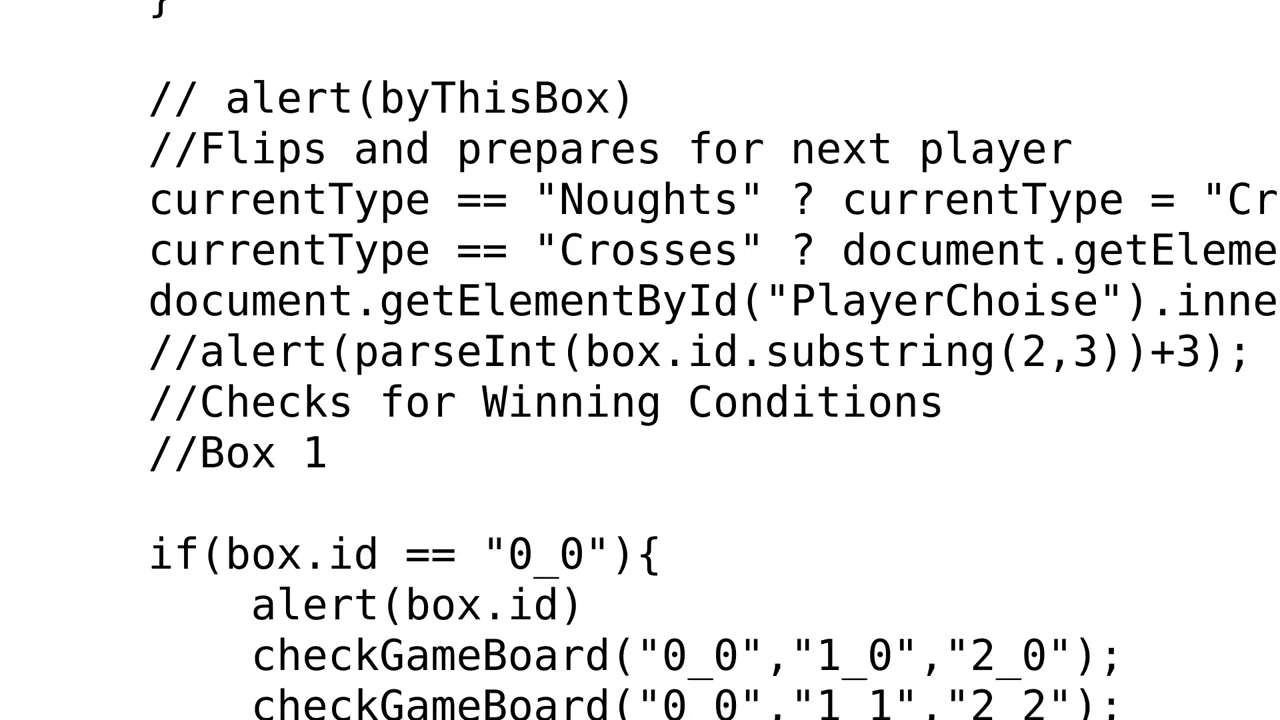 }
// alert(byThisBox)
//Flips and prepares for next player
currentType == "Noughts" ? currentType = "Cr
currentType == "Crosses" ? document.getEleme
document.getElementById("PlayerChoise").inne
//alert(parseInt(box.id.substring(2,3))+3);
//Checks for Winning Conditions
//Box 1
if(box.id == "0_0"){
alert(box.id)
checkGameBoard("0_0","1_0","2_0");
checkGameBoard("0_0","1_1","2_2");